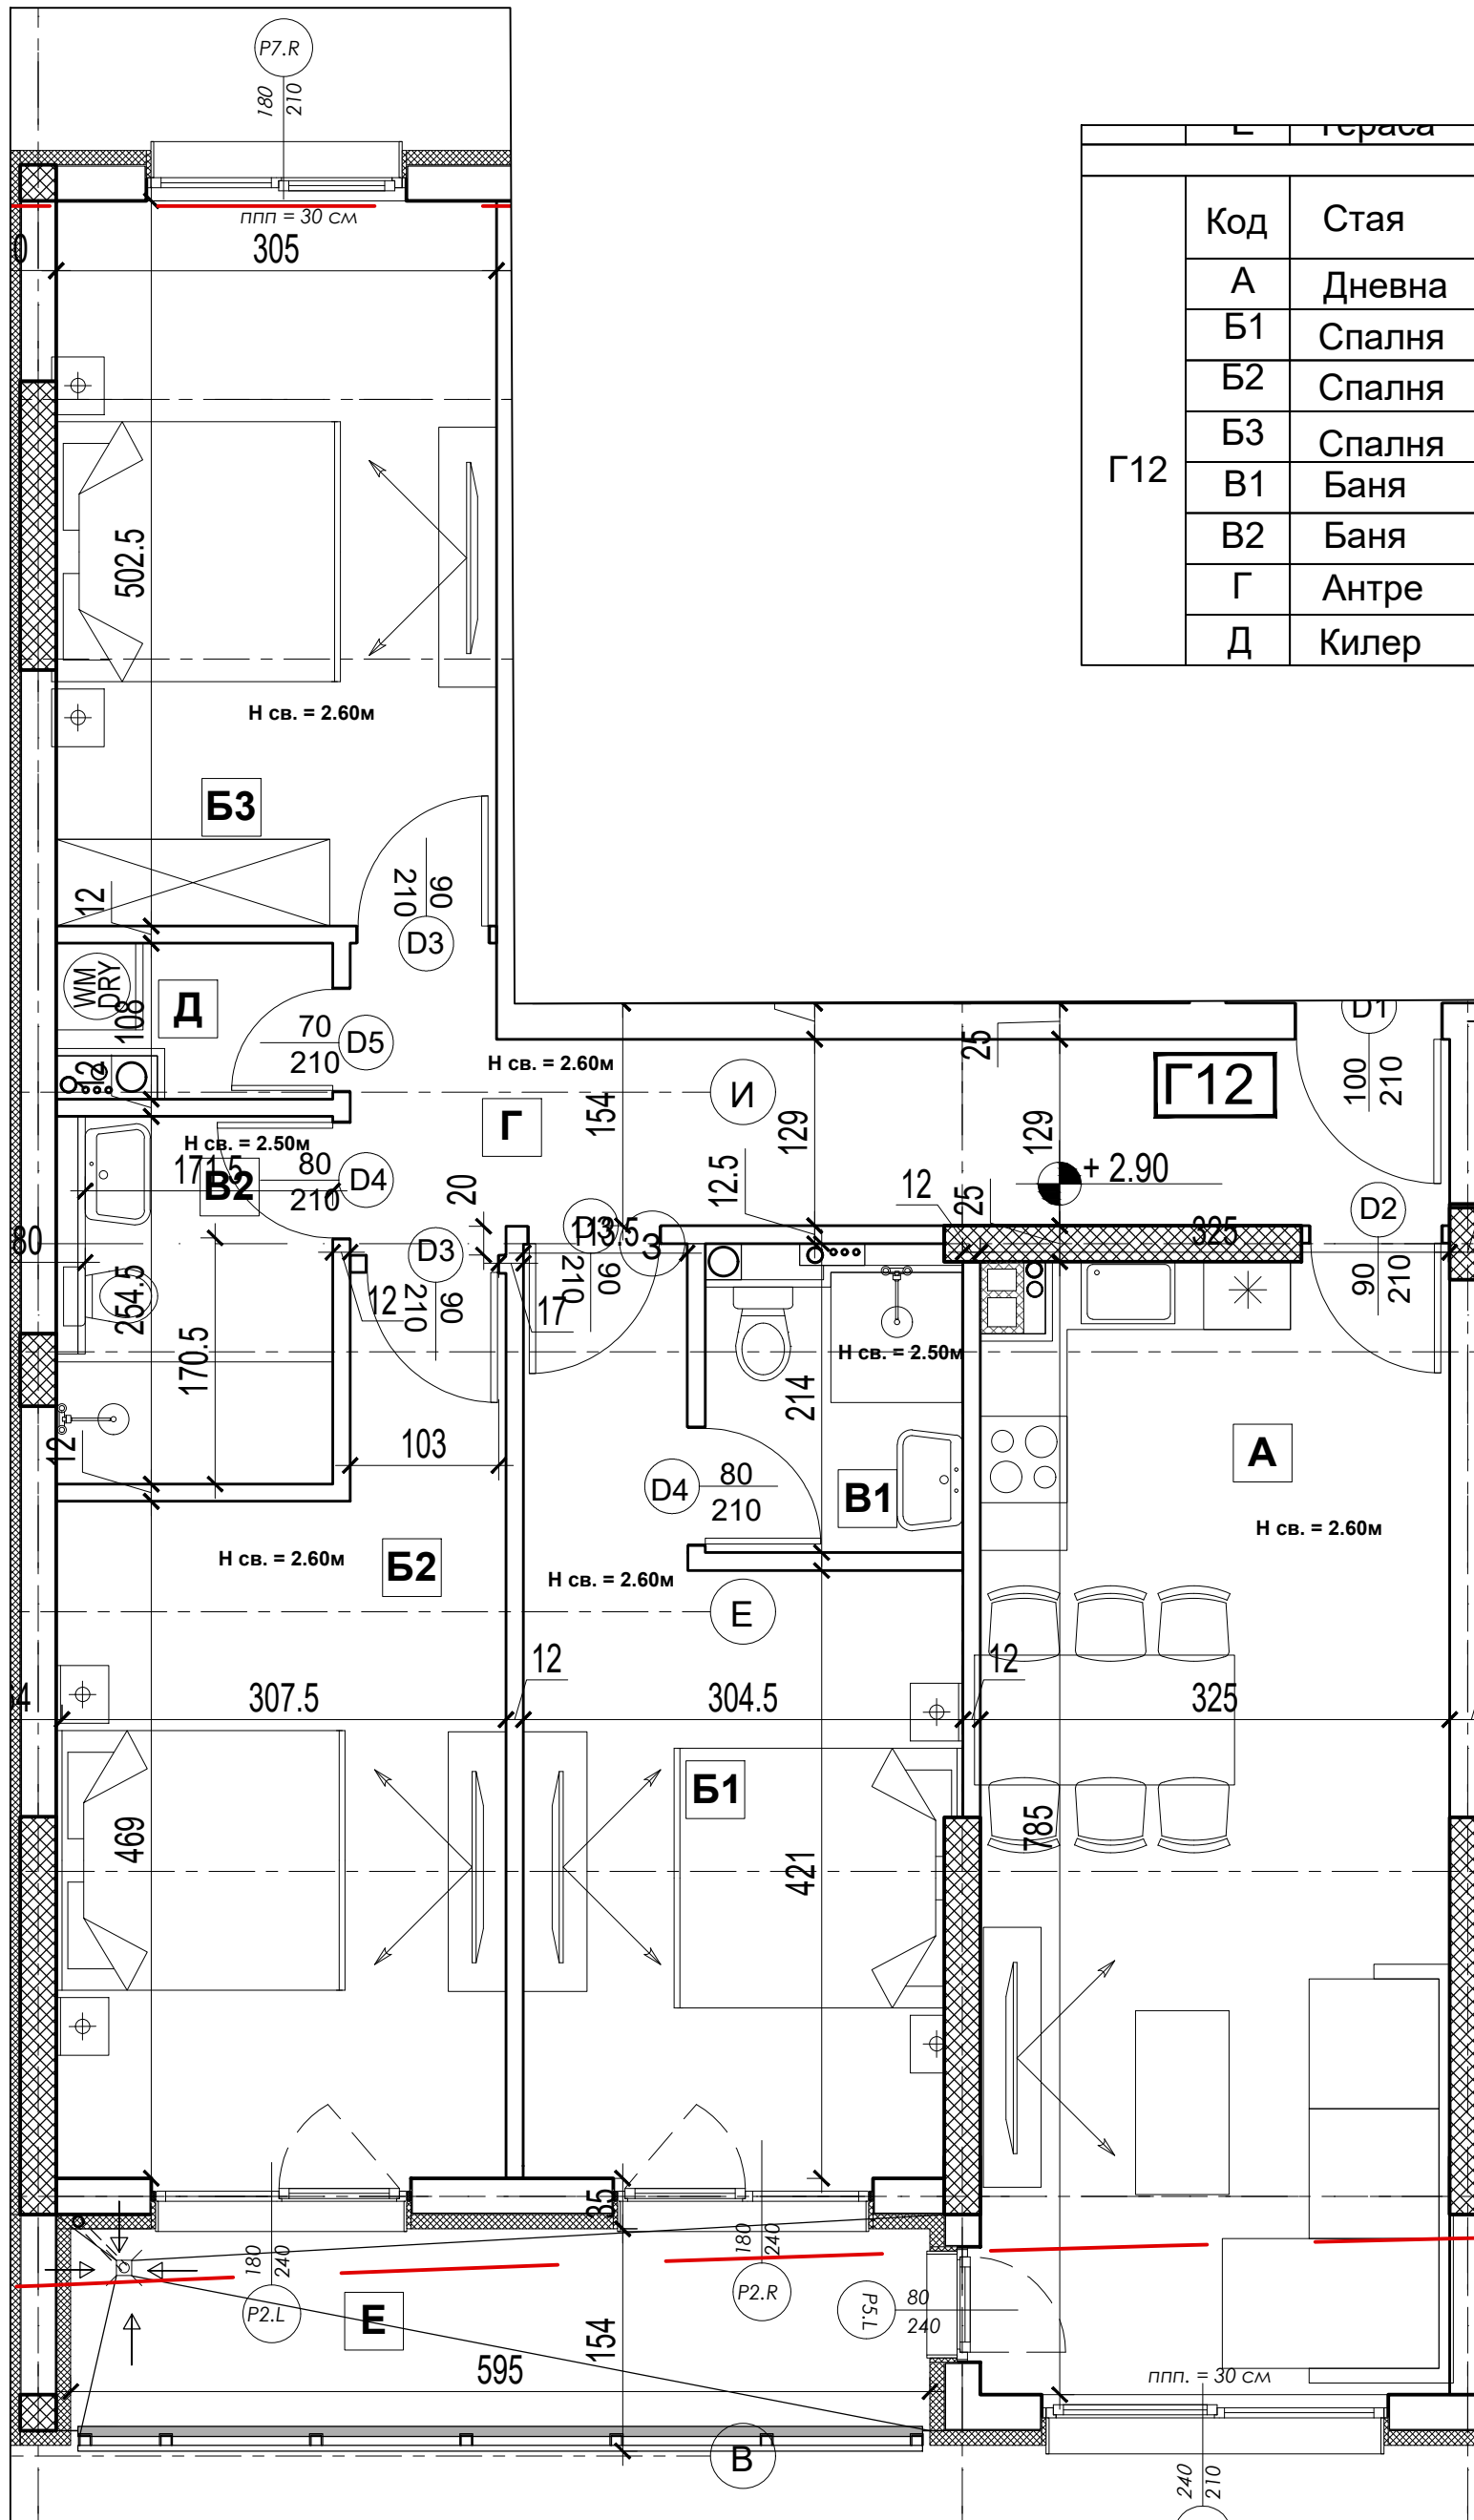 P7.R
180
210
Е Тераса
Код Стая
А Дневна
Б1 Спалня
Б2 Спалня
Б3 Спалня
Г12
В1 Баня
В2 Баня
Г Антре
Д Килер
ппп = 30 см
305
502.5
Н св. = 2.60м
Б3
12
90
210
D3
WM
DRY
108
Д
70
210
D5
12
Н св. = 2.60м
И
Г
154
129
25
129
Г12
D1
100
210
Н св. = 2.50м
171.5
В2
80
210
D4
20
12.5
12
25
+ 2.90
D2
80
254.5
D3
D3
113.5
З
325
12
90
210
17
90
210
90
210
170.5
Н св. = 2.50м
214
12
103
D4
80
210
В1
А
Н св. = 2.60м
Н св. = 2.60м
Б2
Н св. = 2.60м
Е
12
12
307.5
304.5
325
Б1
469
421
785
35
180
240
180
240
P2.L
P2.R
P5.L
80
240
Е
154
595
ппп. = 30 см
В
240
210